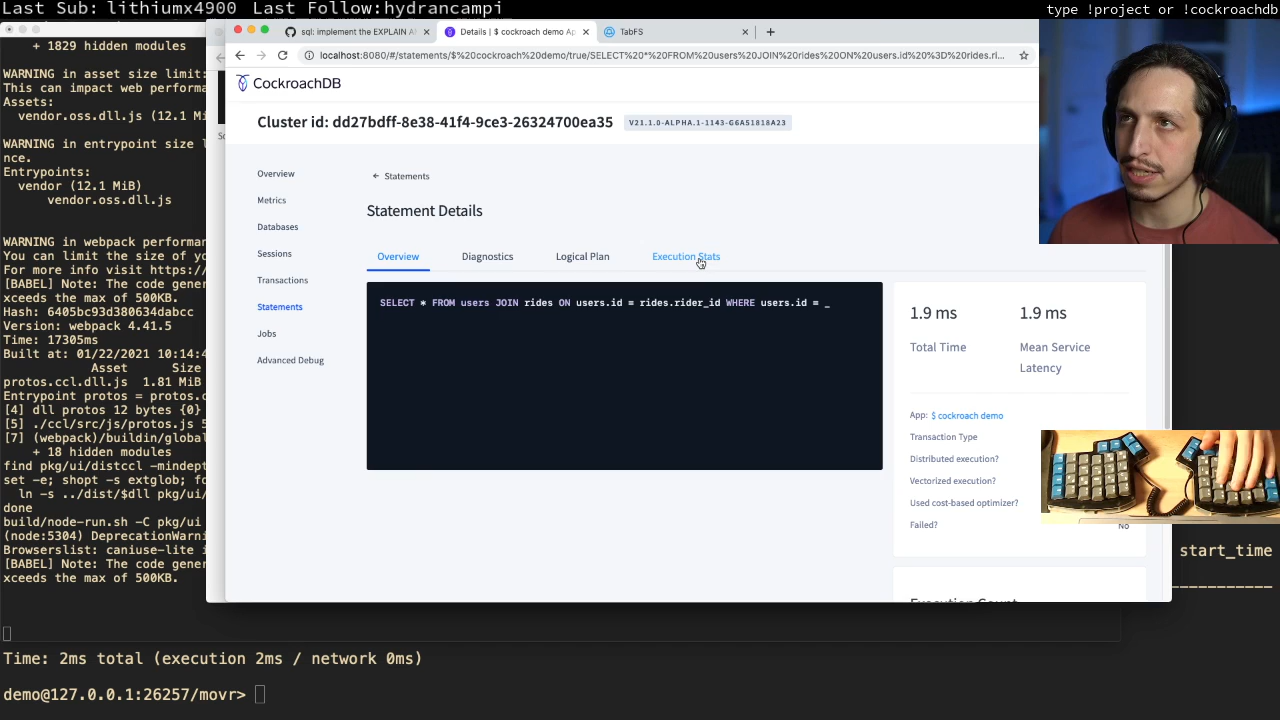 Last Sub: lithiumx4900 Last Follow:hydrancampi
type !project or !cockroachdb
+ 1829 hidden modules
WARNING in asset size limit:
This can impact web performa
Assets:
vendor.oss.dll.js (12.1 Mi
WARNING in entrypoint size l
nce.
Entrypoints:
vendor (12.1 MiB)
vendor.oss.dll.js
WARNING in webpack performan
You can limit the size of yo
For more info visit https:/
[BABEL] Note: The code gener
xceeds the max of 500KB.
Hash: 6405bc93d380634dabcc
Version: webpack 4.41.5
Time: 17305ms
Built at: 01/22/2021 10:14:4
Asset Size
protos.ccl.dll.js 1.81 MiB
Entrypoint protos = protos.c
[4] dll protos 12 bytes {0}
[5] ./ccl/src/js/protos.js 5
[7] (webpack)/buildin/global
+ 18 hidden modules
find pkg/ui/distccl -mindept
set -e; shopt -s extglob; fo
ln -s ../dist/$dll pkg/ui/
done
build/node-run.sh -C pkg/ui
(node:5304) DeprecationWarni
Browserslist: caniuse-lite i
[BABEL] Note: The code gener
xceeds the max of 500KB.
Time: 2ms total (execution 2ms / network 0ms)
demo@127.0.0.1:26257/movr>
sql: implement the EXPLAIN A
Details | $ cockroach demo A
TabFS
localhost:8080/#/statements/$%20cockroach%20demo/true/SELECT%20*%20FROM%20users%20JOIN%20rides%20ON%20users.id%20%3D%20rides.ri...
CockroachDB
Cluster id: dd27bdff-8e38-41f4-9ce3-26324700ea35
V21.1.0-ALPHA.1-1143-G6A51818A23
Overview
Metrics
Databases
Sessions
Transactions
Statements
Jobs
Advanced Debug
← Statements
Statement Details
Overview
Diagnostics
Logical Plan
Execution Stats
SELECT * FROM users JOIN rides ON users.id = rides.rider_id WHERE users.id = _
1.9 ms
1.9 ms
Total Time
Mean Service
Latency
App: $ cockroach demo
Transaction Type
Distributed execution?
Vectorized execution?
Used cost-based optimizer?
Failed?
No
start_time